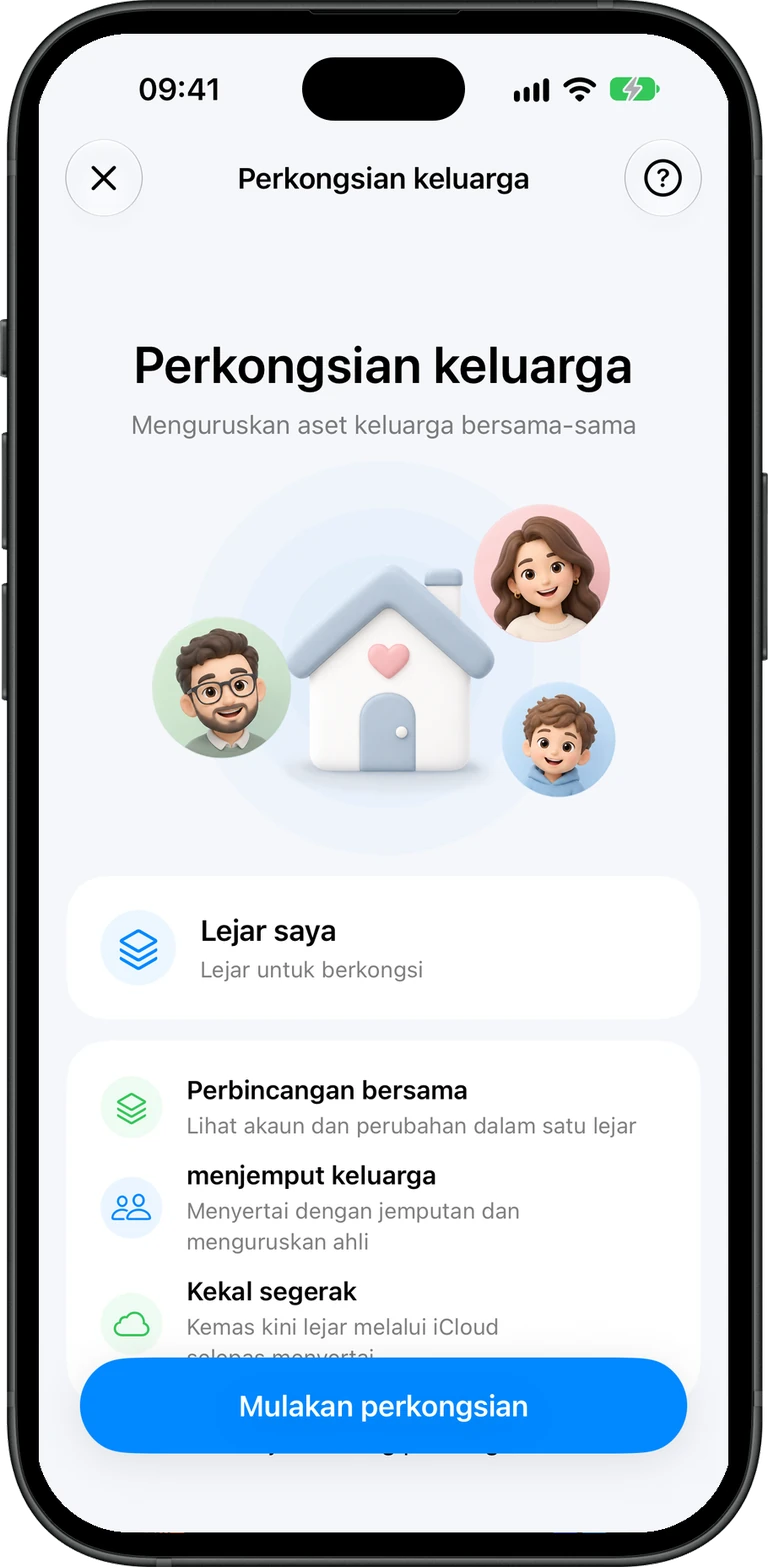 09:41
Perkongsian keluarga
Perkongsian keluarga
Menguruskan aset keluarga bersama-sama
Lejar saya
Lejar untuk berkongsi
Perbincangan bersama
Lihat akaun dan perubahan dalam satu lejar
menjemput keluarga
Menyertai dengan jemputan dan
menguruskan ahli
Kekal segerak
Kemas kini lejar melalui iCloud
selepas menyertai
Mulakan perkongsian